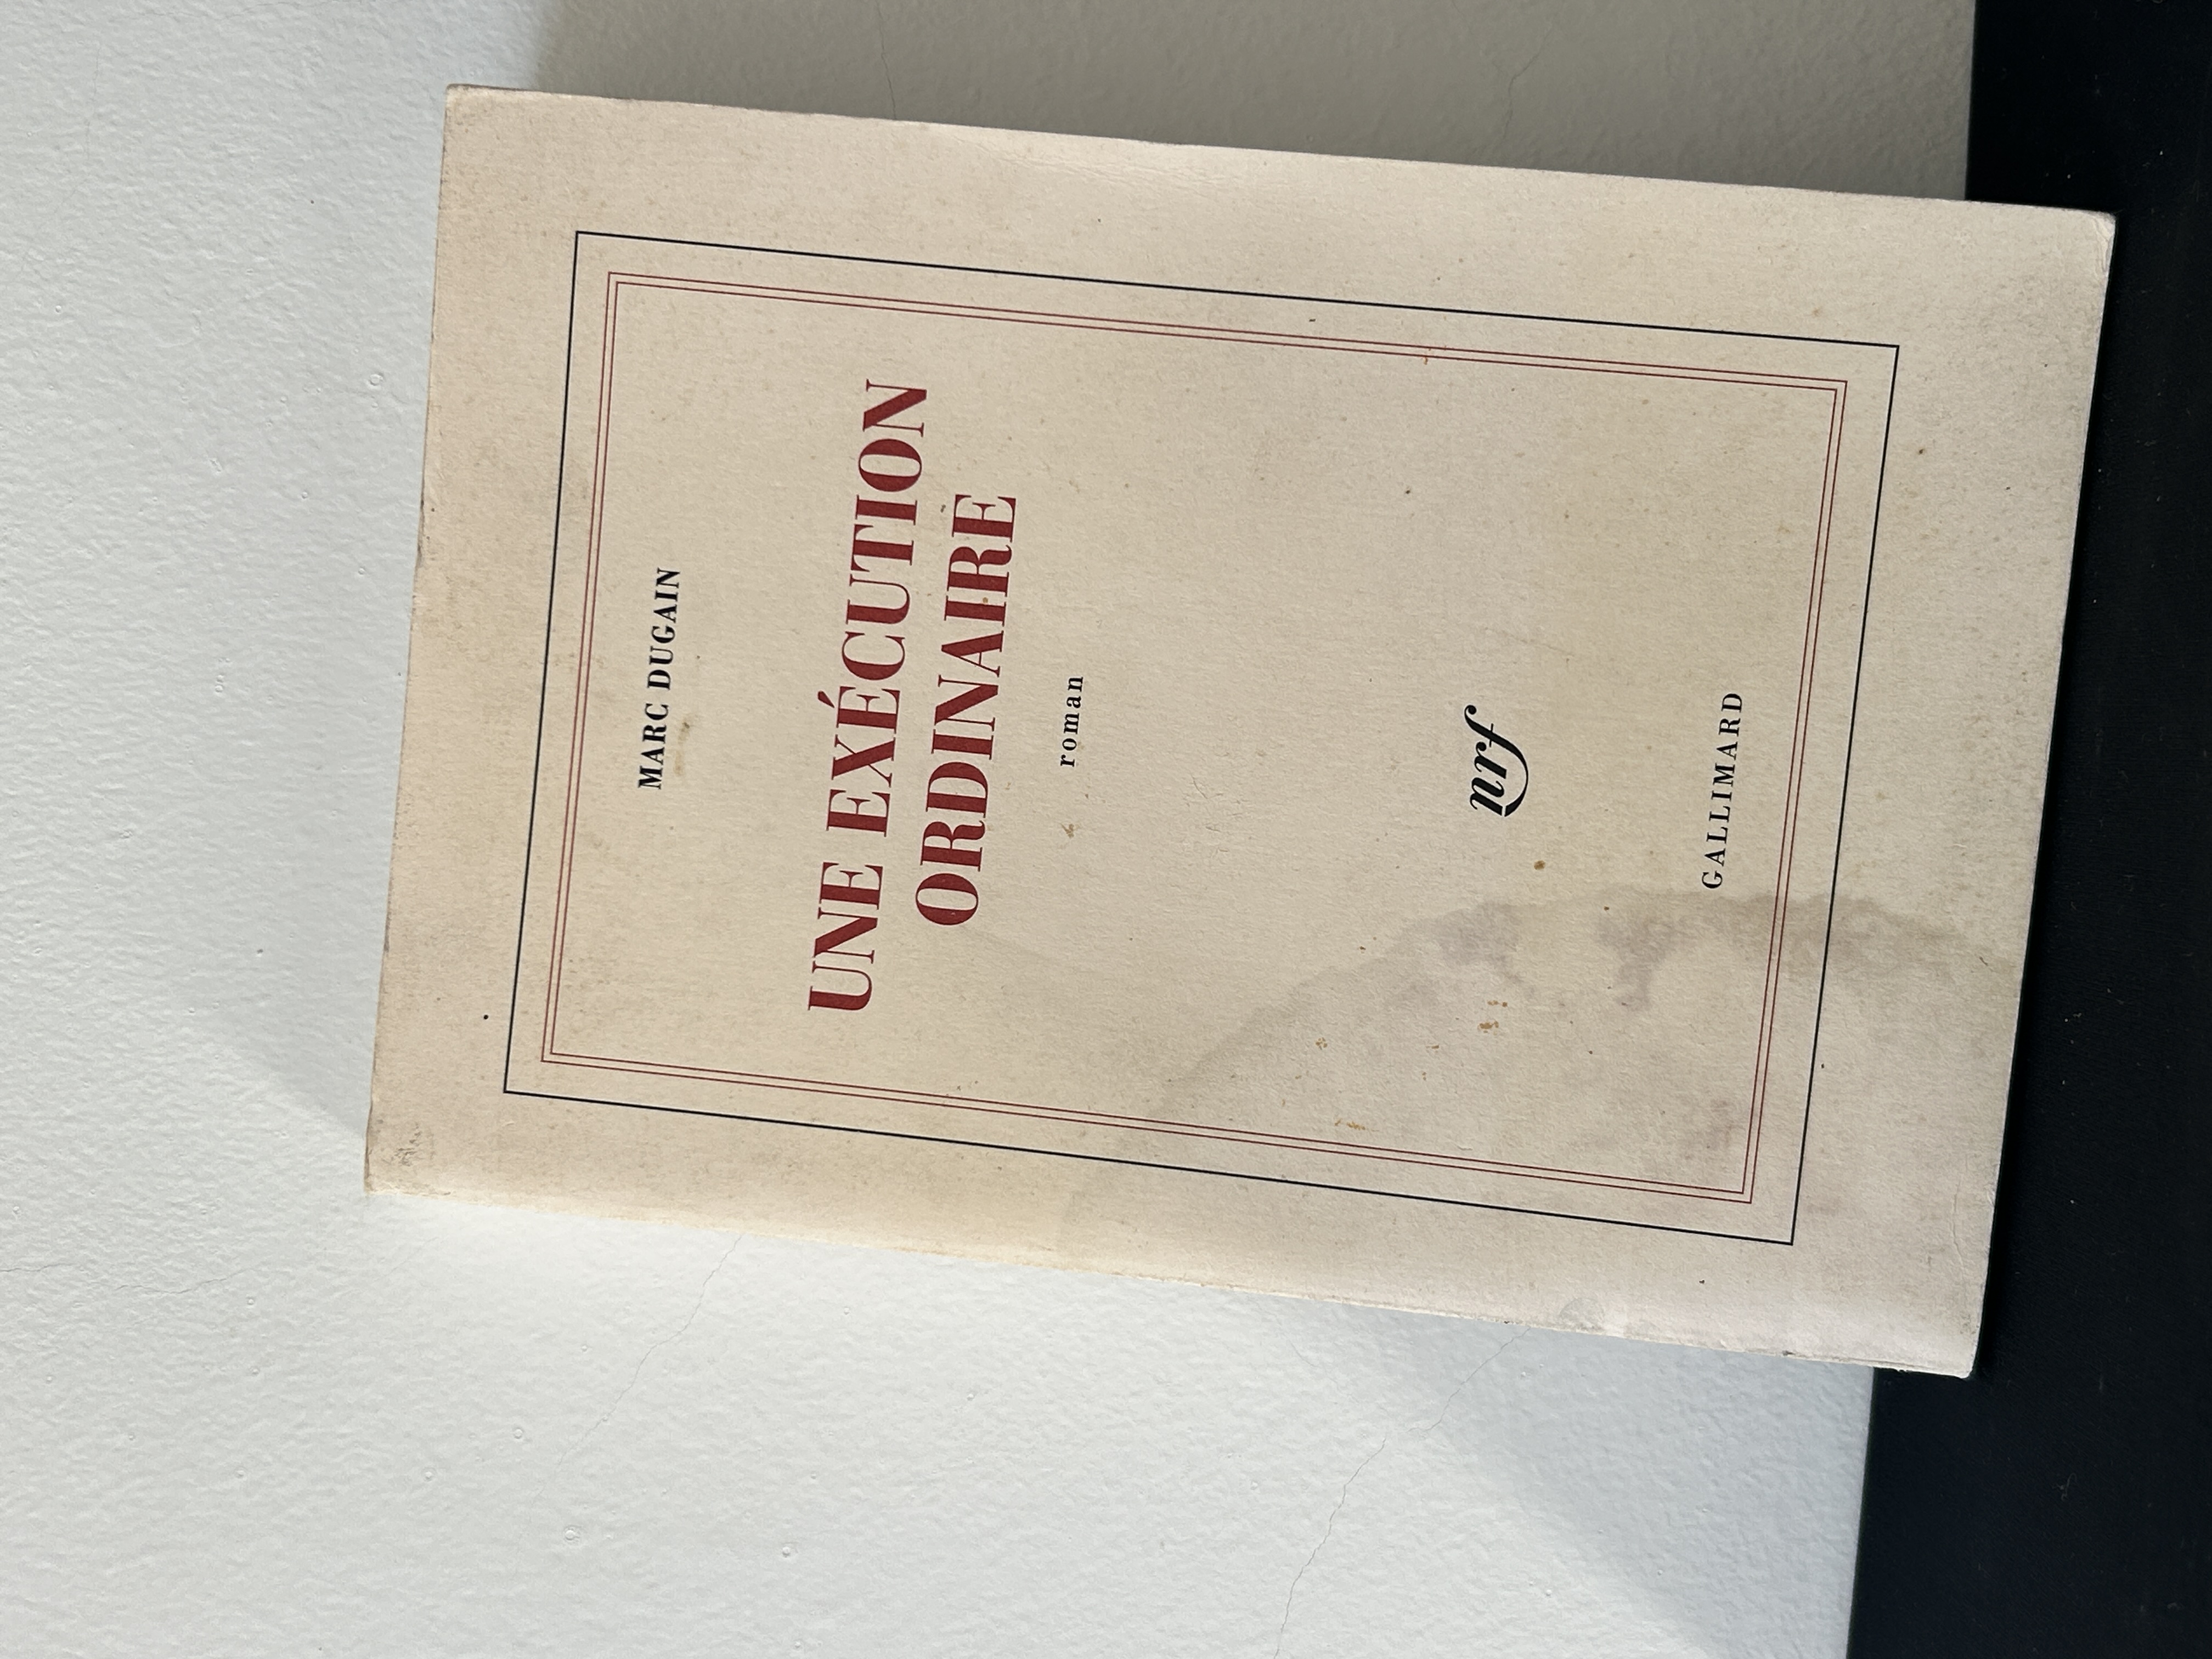 MARC DUGAIN
UNE EXÉCUTION
ORDINAIRE
roman
nrf
GALLIMARD